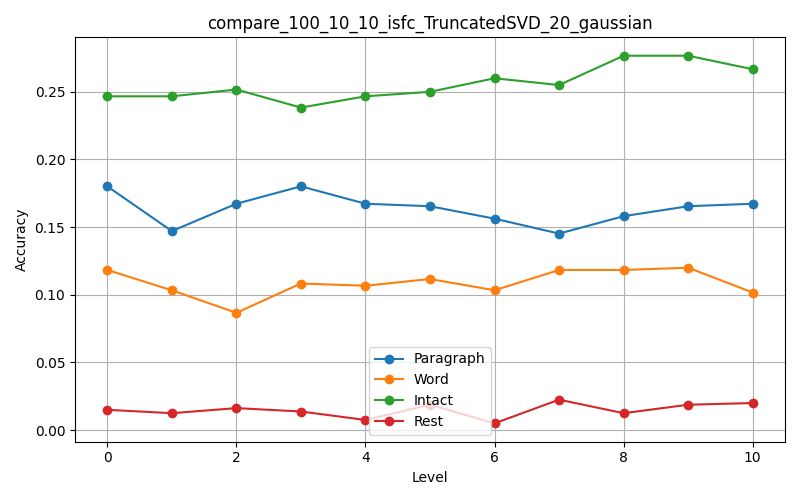 compare_100_10_10_isfc_TruncatedSVD_20_gaussian
Accuracy
0.25
0.20
0.15
0.10
0.05
0.00
Paragraph
Word
Intact
Rest
0 2 4 6 8 10
Level